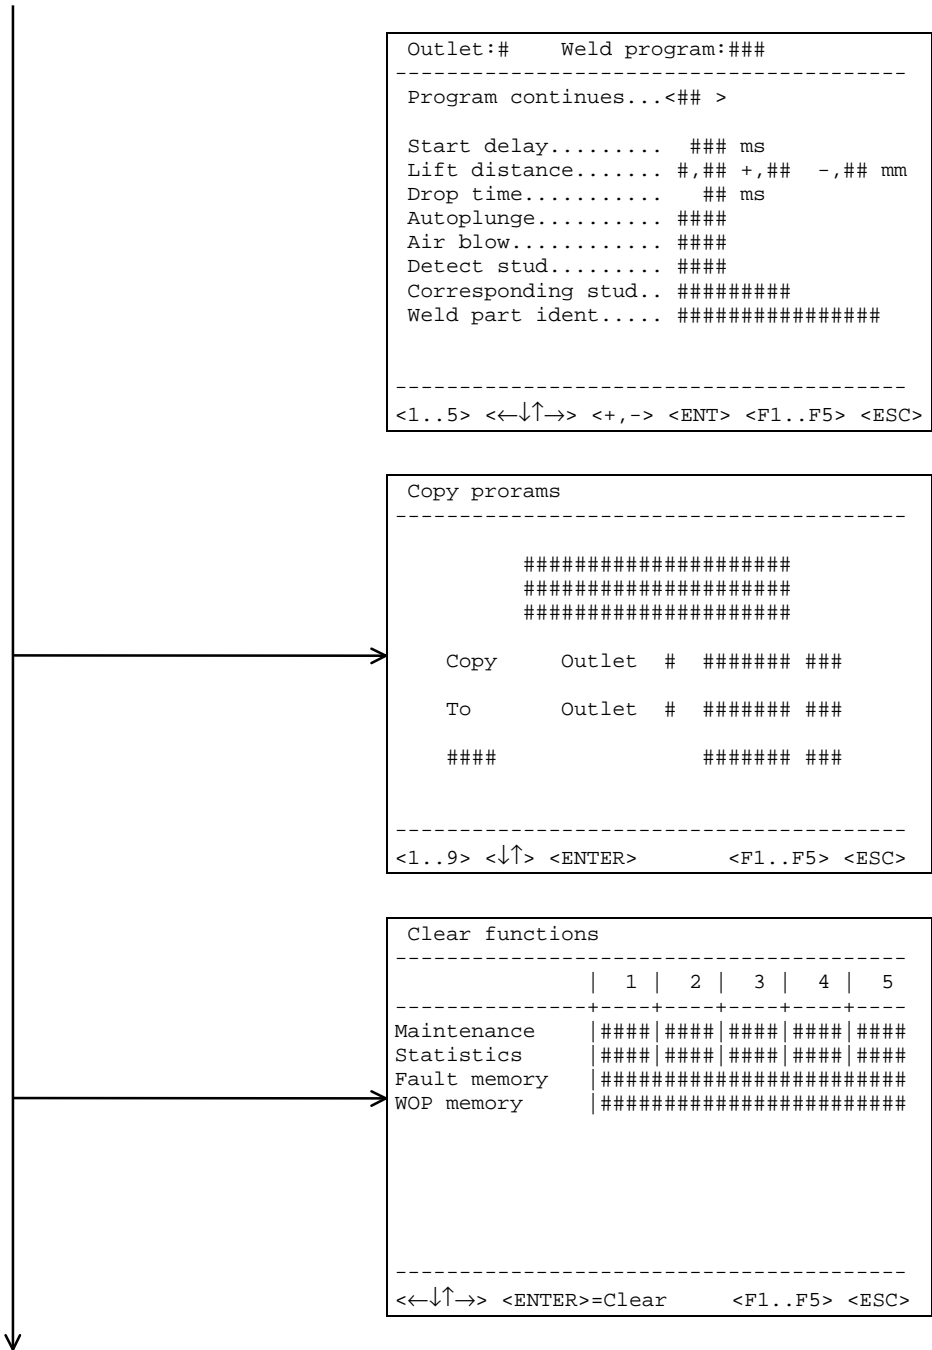 Outlet:#    Weld program:###
----------------------------------------
Program continues...<## >
Start delay.........  ### ms
Lift distance....... #,## +,##  -,## mm
Drop time...........   ## ms
Autoplunge.......... ####
Air blow............ ####
Detect stud......... ####
Corresponding stud.. #########
Weld part ident..... ################
----------------------------------------
<1..5> <←↓↑→> <+,-> <ENT> <F1..F5> <ESC>
Copy prorams
----------------------------------------
#####################
#####################
#####################
Copy     Outlet  #  ####### ###
To       Outlet  #  ####### ###
####                ####### ###
----------------------------------------
<1..9> <↓↑> <ENTER>       <F1..F5> <ESC>
Clear functions
----------------------------------------
               |  1 |  2 |  3 |  4 |  5
---------------+----+----+----+----+----
Maintenance    |####|####|####|####|####
Statistics     |####|####|####|####|####
Fault memory   |########################
WOP memory     |########################
----------------------------------------
<←↓↑→> <ENTER>=Clear     <F1..F5> <ESC>